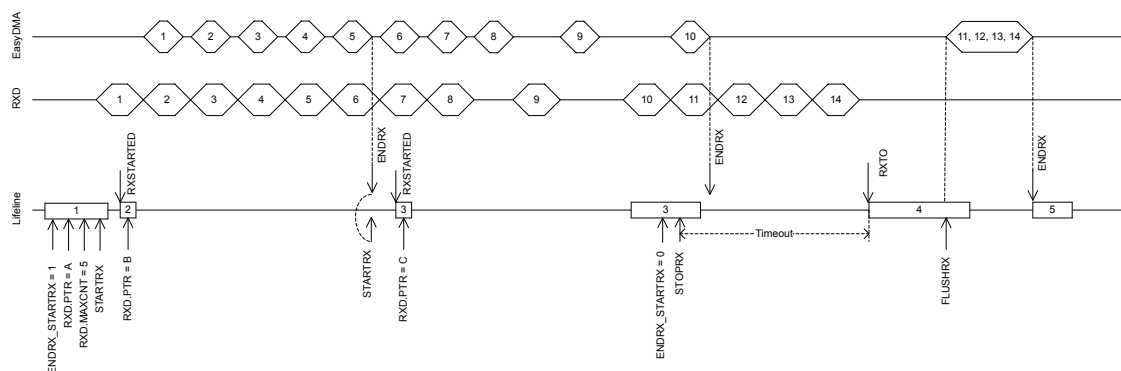 EasyDMA
1 2 3 4 5 6 7 8 9 10 11, 12, 13, 14
RXD
1 2 3 4 5 6 7 8 9 10 11 12 13 14
RXSTARTED
ENDRX
RXSTARTED
ENDRX
RXTO
ENDRX
Lifeline
1 2 3 3 4 5
Timeout
ENDRX_STARTRX = 1
RXD.PTR = A
RXD.MAXCNT = 5
STARTRX
RXD.PTR = B
STARTRX
RXD.PTR = C
ENDRX_STARTRX = 0
STOPRX
FLUSHRX